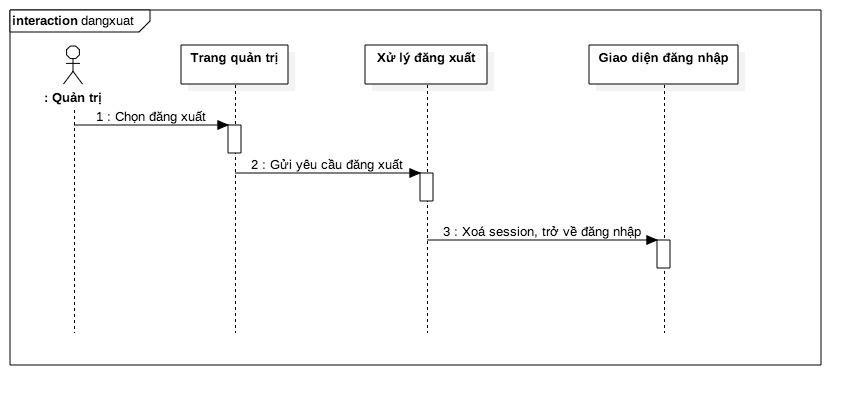 interaction dangxuat
Trang quản trị
Xử lý đăng xuất
Giao diện đăng nhập
: Quản trị
1 : Chọn đăng xuất
2 : Gửi yêu cầu đăng xuất
3 : Xoá session, trở về đăng nhập